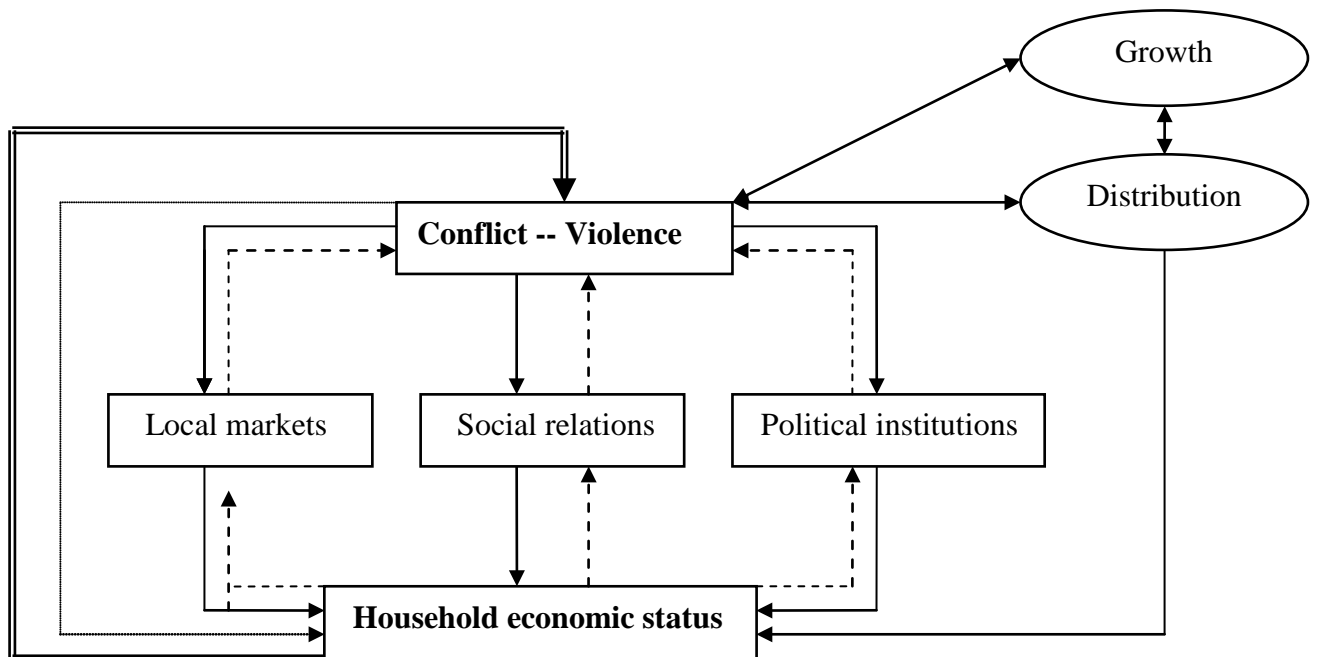 Growth
Distribution
Conflict -- Violence
Local markets
Social relations
Political institutions
Household economic status